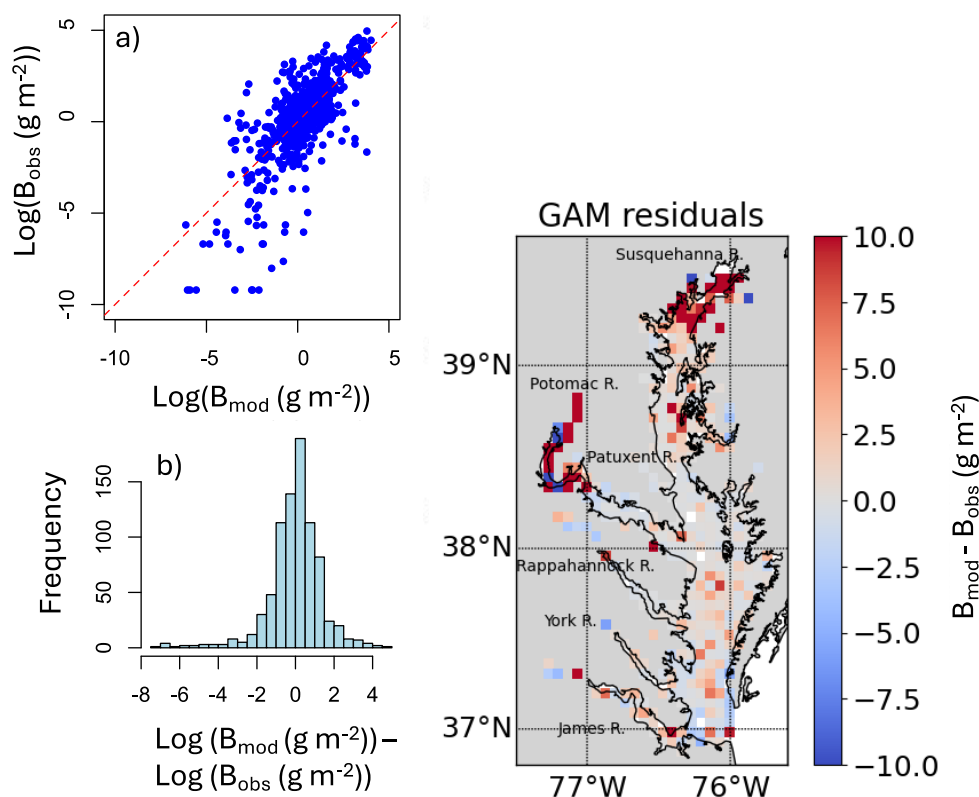 a)
5
0
-5
-10
Log(B_obs (g m⁻²))
-10
-5
0
5
Log(B_mod (g m⁻²))
b)
150
100
50
0
Frequency
-8
-6
-4
-2
0
2
4
Log (B_mod (g m⁻²)) –
Log (B_obs (g m⁻²))
GAM residuals
Susquehanna R.
39°N
Potomac R.
Patuxent R.
38°N
Rappahannock R.
York R.
37°N
James R.
77°W
76°W
10.0
7.5
5.0
2.5
0.0
−2.5
−5.0
−7.5
−10.0
B_mod - B_obs (g m⁻²)